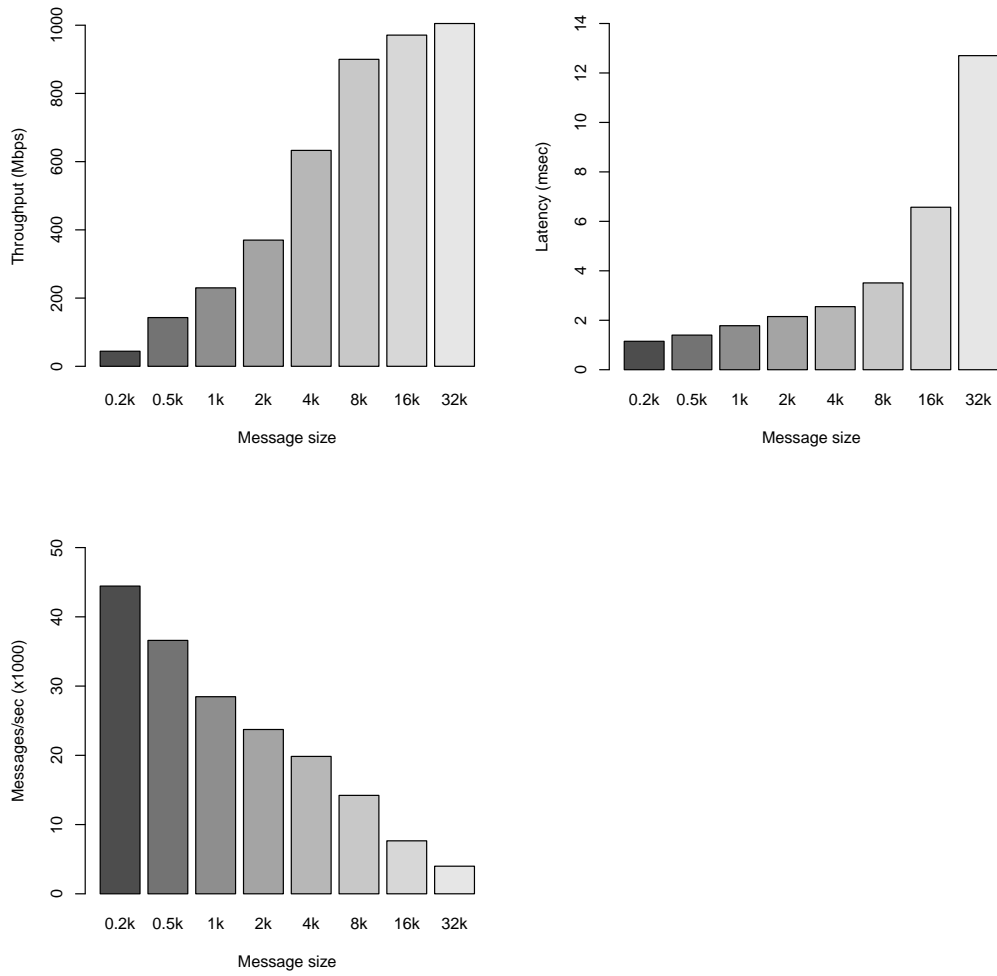 Throughput (Mbps)
0
200
400
600
800
1000
0.2k 0.5k 1k 2k 4k 8k 16k 32k
Message size
Latency (msec)
0
2
4
6
8
10
12
14
0.2k 0.5k 1k 2k 4k 8k 16k 32k
Message size
Messages/sec (x1000)
0
10
20
30
40
50
0.2k 0.5k 1k 2k 4k 8k 16k 32k
Message size